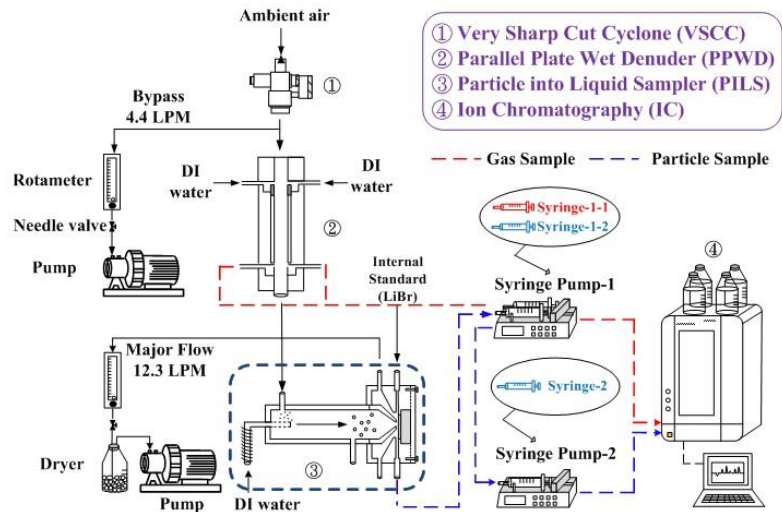 Ambient air
①
Bypass
4.4 LPM
① Very Sharp Cut Cyclone (VSCC)
② Parallel Plate Wet Denuder (PPWD)
③ Particle into Liquid Sampler (PILS)
④ Ion Chromatography (IC)
Gas Sample
Particle Sample
DI
water
DI
water
Rotameter
Needle valve
Pump
②
Internal
Standard
(LiBr)
Syringe-1-1
Syringe-1-2
Syringe Pump-1
④
Major Flow
12.3 LPM
Syringe-2
Syringe Pump-2
Dryer
Pump
DI water
③